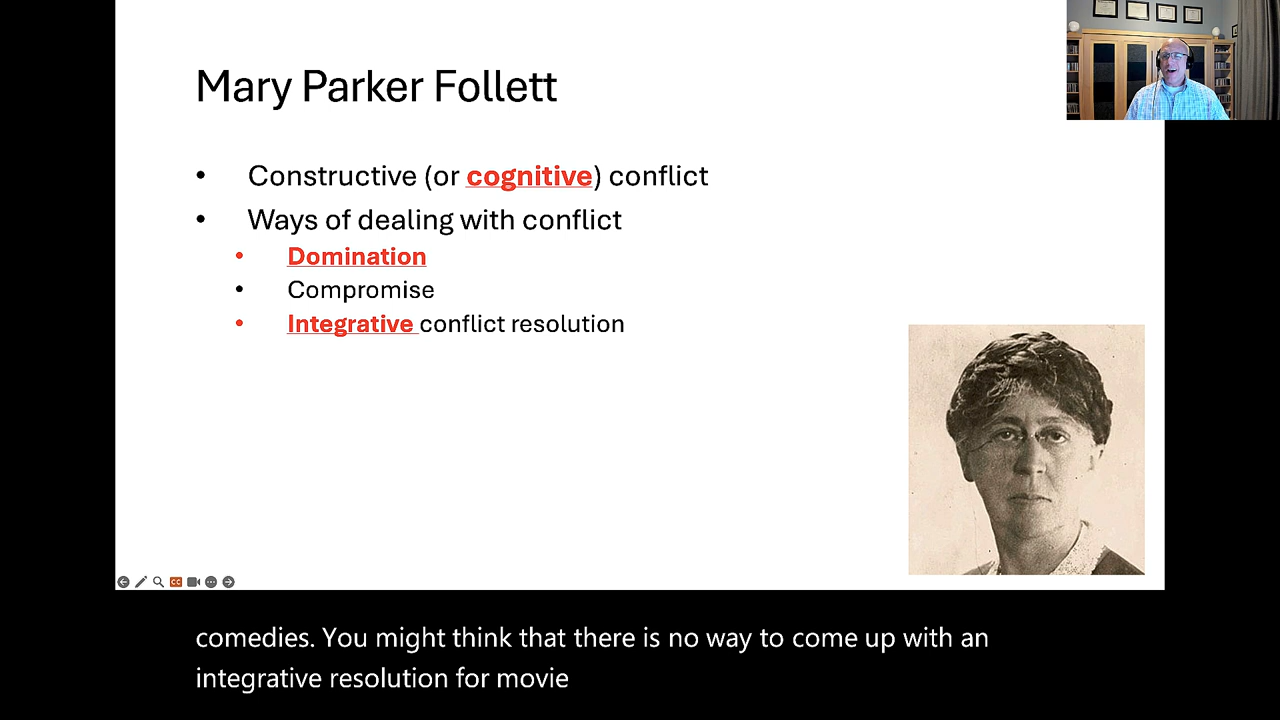 Mary Parker Follett
• Constructive (or cognitive) conflict
• Ways of dealing with conflict
• Domination
• Compromise
• Integrative conflict resolution
CC
comedies. You might think that there is no way to come up with an
integrative resolution for movie